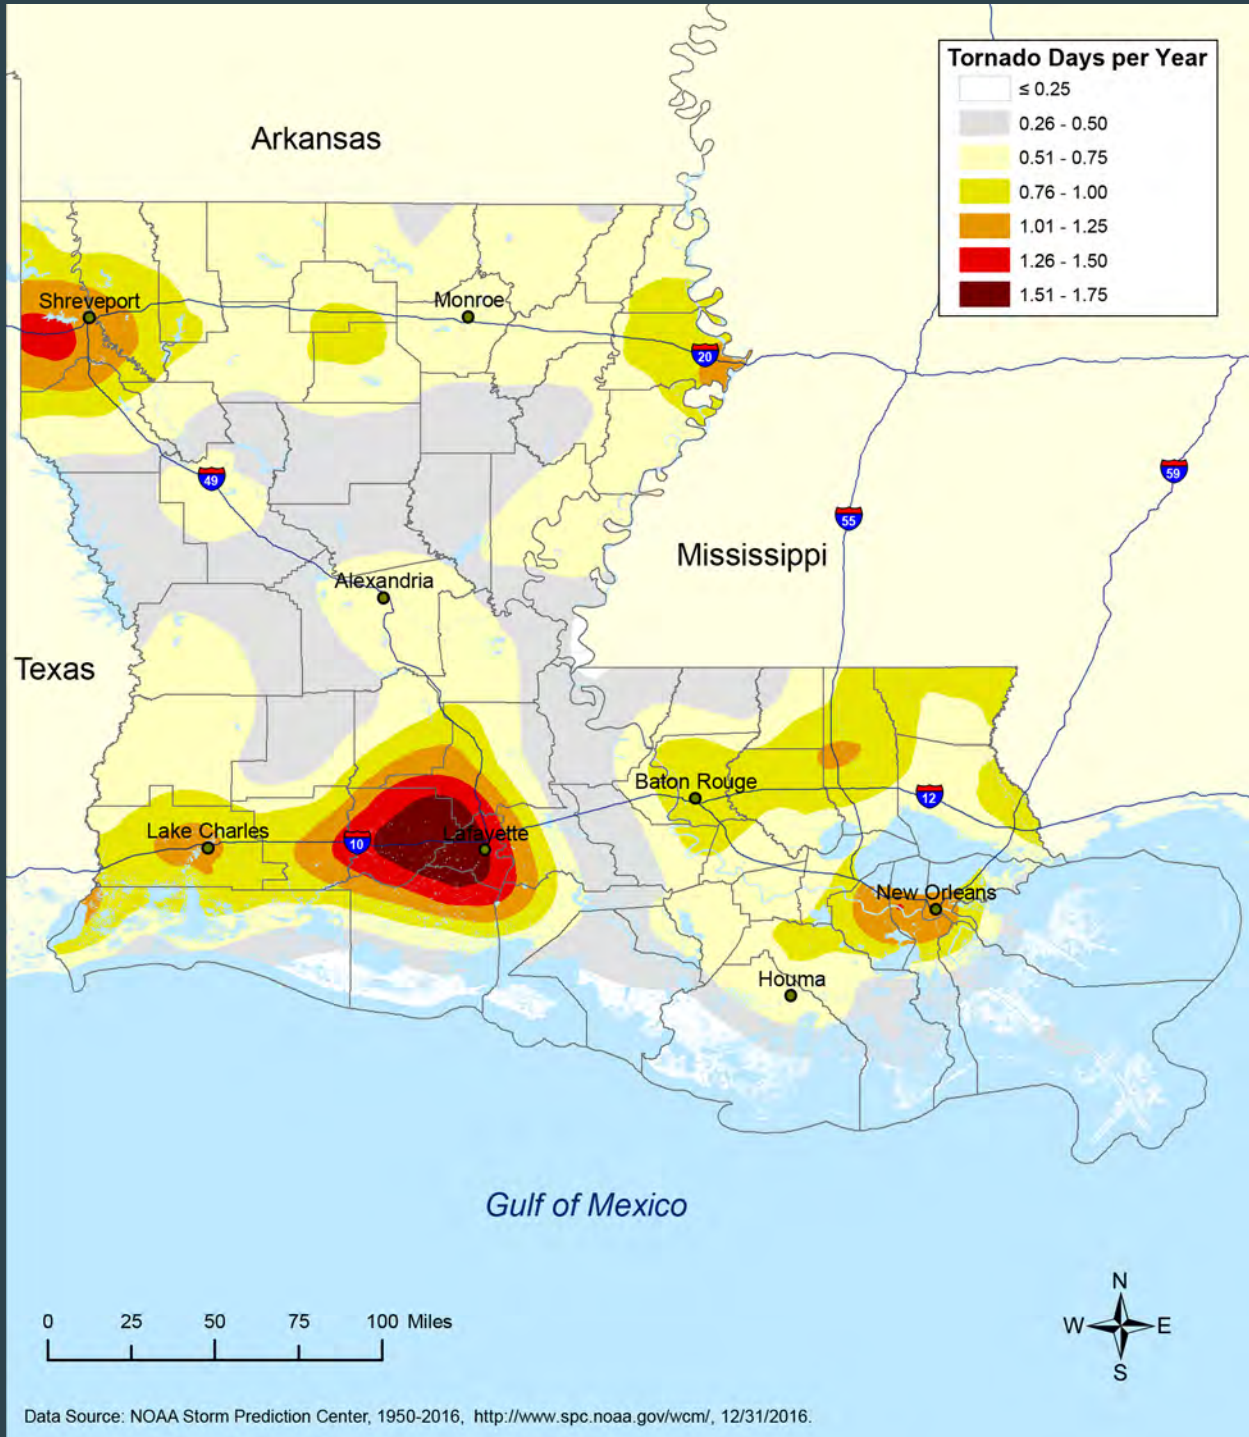 Tornado Days per Year
≤ 0.25
0.26 - 0.50
0.51 - 0.75
0.76 - 1.00
1.01 - 1.25
1.26 - 1.50
1.51 - 1.75
Arkansas
Shreveport
Monroe
20
49
59
55
Mississippi
Alexandria
Texas
Baton Rouge
12
Lake Charles
10
Lafayette
New Orleans
Houma
Gulf of Mexico
N
W E
S
0 25 50 75 100 Miles
Data Source: NOAA Storm Prediction Center, 1950-2016, http://www.spc.noaa.gov/wcm/, 12/31/2016.